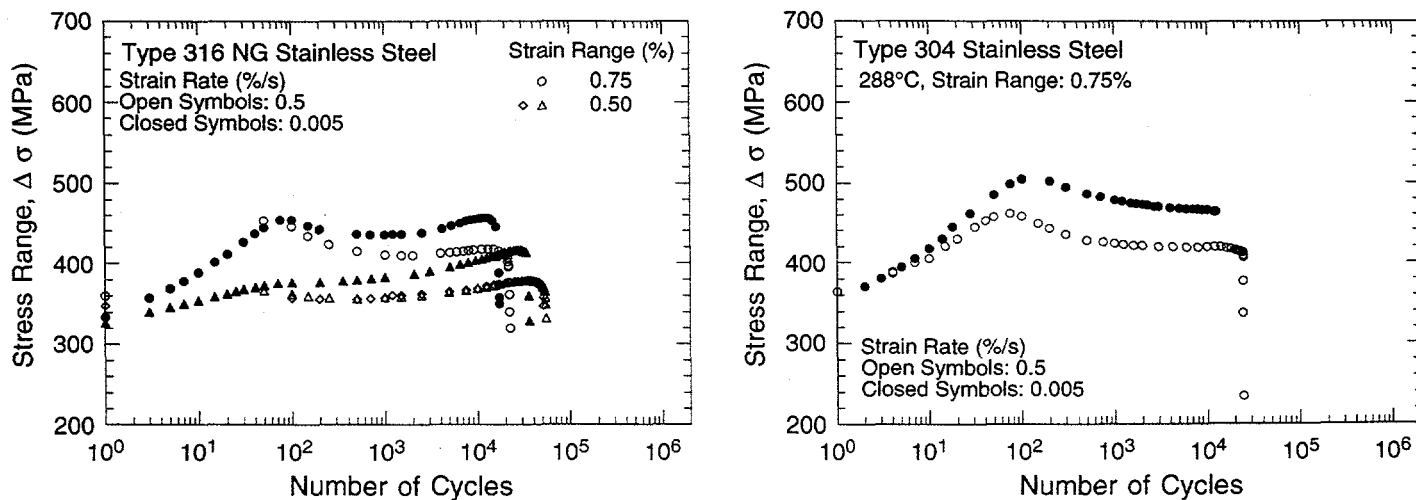 Type 316 NG Stainless Steel
Strain Rate (%/s)
Open Symbols: 0.5
Closed Symbols: 0.005
Strain Range (%)
0.75
0.50
Stress Range, Δ σ (MPa)
700
600
500
400
300
200
10⁰ 10¹ 10² 10³ 10⁴ 10⁵ 10⁶
Number of Cycles
Type 304 Stainless Steel
288°C, Strain Range: 0.75%
Strain Rate (%/s)
Open Symbols: 0.5
Closed Symbols: 0.005
Stress Range, Δ σ (MPa)
700
600
500
400
300
200
10⁰ 10¹ 10² 10³ 10⁴ 10⁵ 10⁶
Number of Cycles